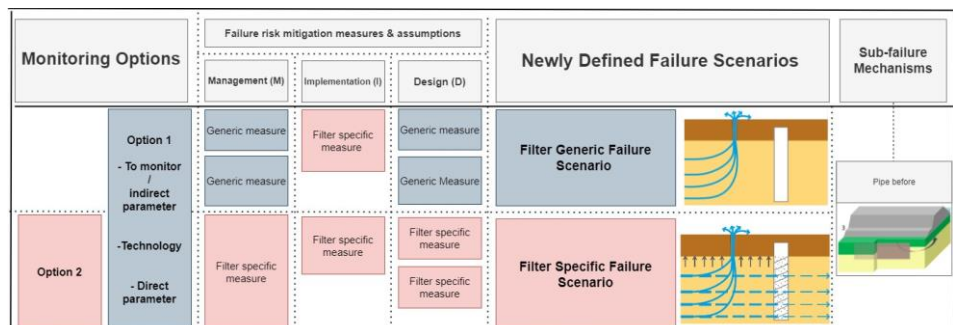 Monitoring Options
Failure risk mitigation measures & assumptions
Management (M)
Implementation (I)
Design (D)
Newly Defined Failure Scenarios
Sub-failure
Mechanisms
Option 1
- To monitor
/
indirect
parameter
-Technology
- Direct
parameter
Generic measure
Generic measure
Filter specific
measure
Generic measure
Generic Measure
Filter Generic Failure
Scenario
Pipe before
Option 2
Filter specific
measure
Filter specific
measure
Filter specific
measure
Filter specific
measure
Filter Specific Failure
Scenario